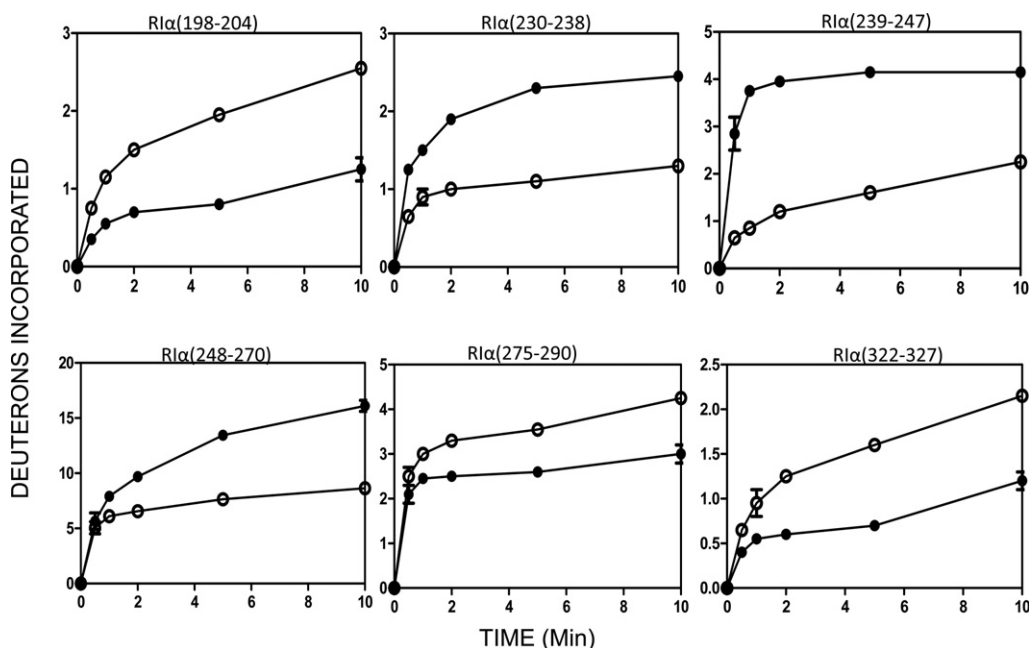 RIα(198-204)
RIα(230-238)
RIα(239-247)
3
2
1
0
0 2 4 6 8 10
3
2
1
0
0 2 4 6 8 10
5
4
3
2
1
0
0 2 4 6 8 10
DEUTERONS INCORPORATED
RIα(248-270)
RIα(275-290)
RIα(322-327)
20
15
10
5
0
0 2 4 6 8 10
5
4
3
2
1
0
0 2 4 6 8 10
2.5
2.0
1.5
1.0
0.5
0.0
0 2 4 6 8 10
TIME (Min)